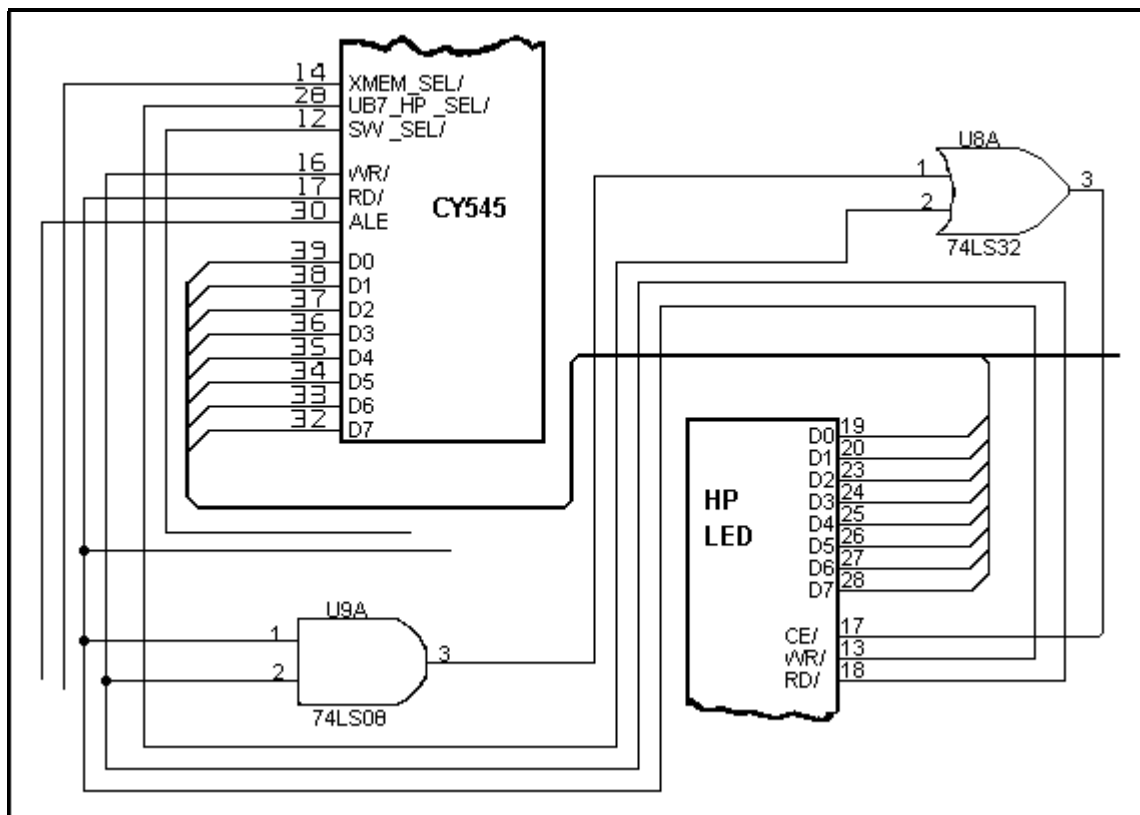 14 XMEM_SEL/
28 UB7_HP_SEL/
12 SW_SEL/
16 WR/
17 RD/
30 ALE
CY545
39 D0
38 D1
37 D2
36 D3
35 D4
34 D5
33 D6
32 D7
U8A
1
2
3
74LS32
HP
LED
D0 19
D1 20
D2 23
D3 24
D4 25
D5 26
D6 27
D7 28
CE/ 17
WR/ 13
RD/ 18
U9A
1
2
3
74LS08